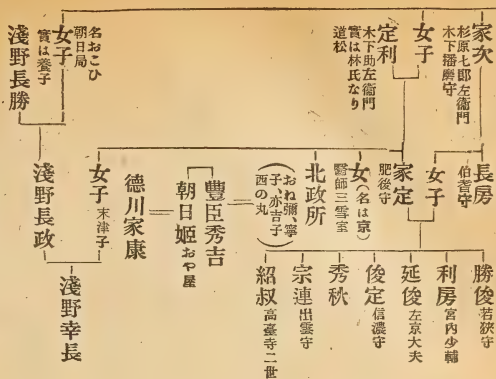 家次
杉原七郎左衞門
木下播磨守
女子
定利
木下助左衞門
實は林氏なり
道松
名おこひ
朝日局
女子
實は養子
淺野長勝
長房
伯耆守
女子
家定
肥後守
女(名は京)
醫師三雲室
北政所
(おね彌、寧
子、亦吉子
西の丸)
豐臣秀吉
朝日姬 おや屋
德川家康
女子 末津子
淺野長政
勝俊 若狹守
利房 宮內少輔
延俊 左京大夫
俊定 信濃守
秀秋
宗連 出雲守
紹叔 高臺寺二世
淺野幸長